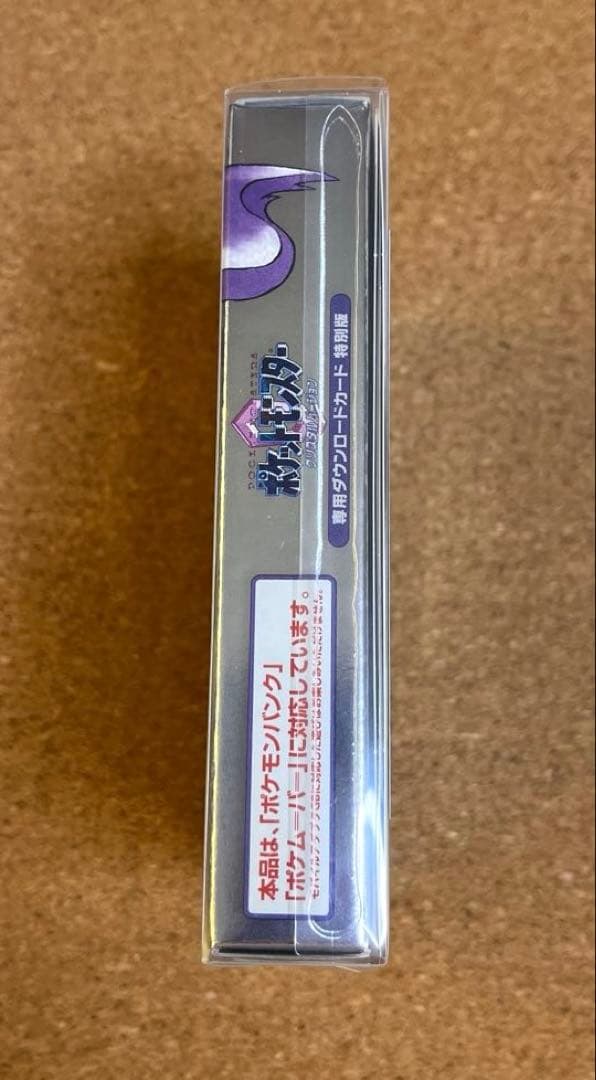 ポケットモンスター
クリスタルバージョン
専用ダウンロードカード 特別版
本品は、「ポケモンバンク」
「ポケムーバー」に対応しています。